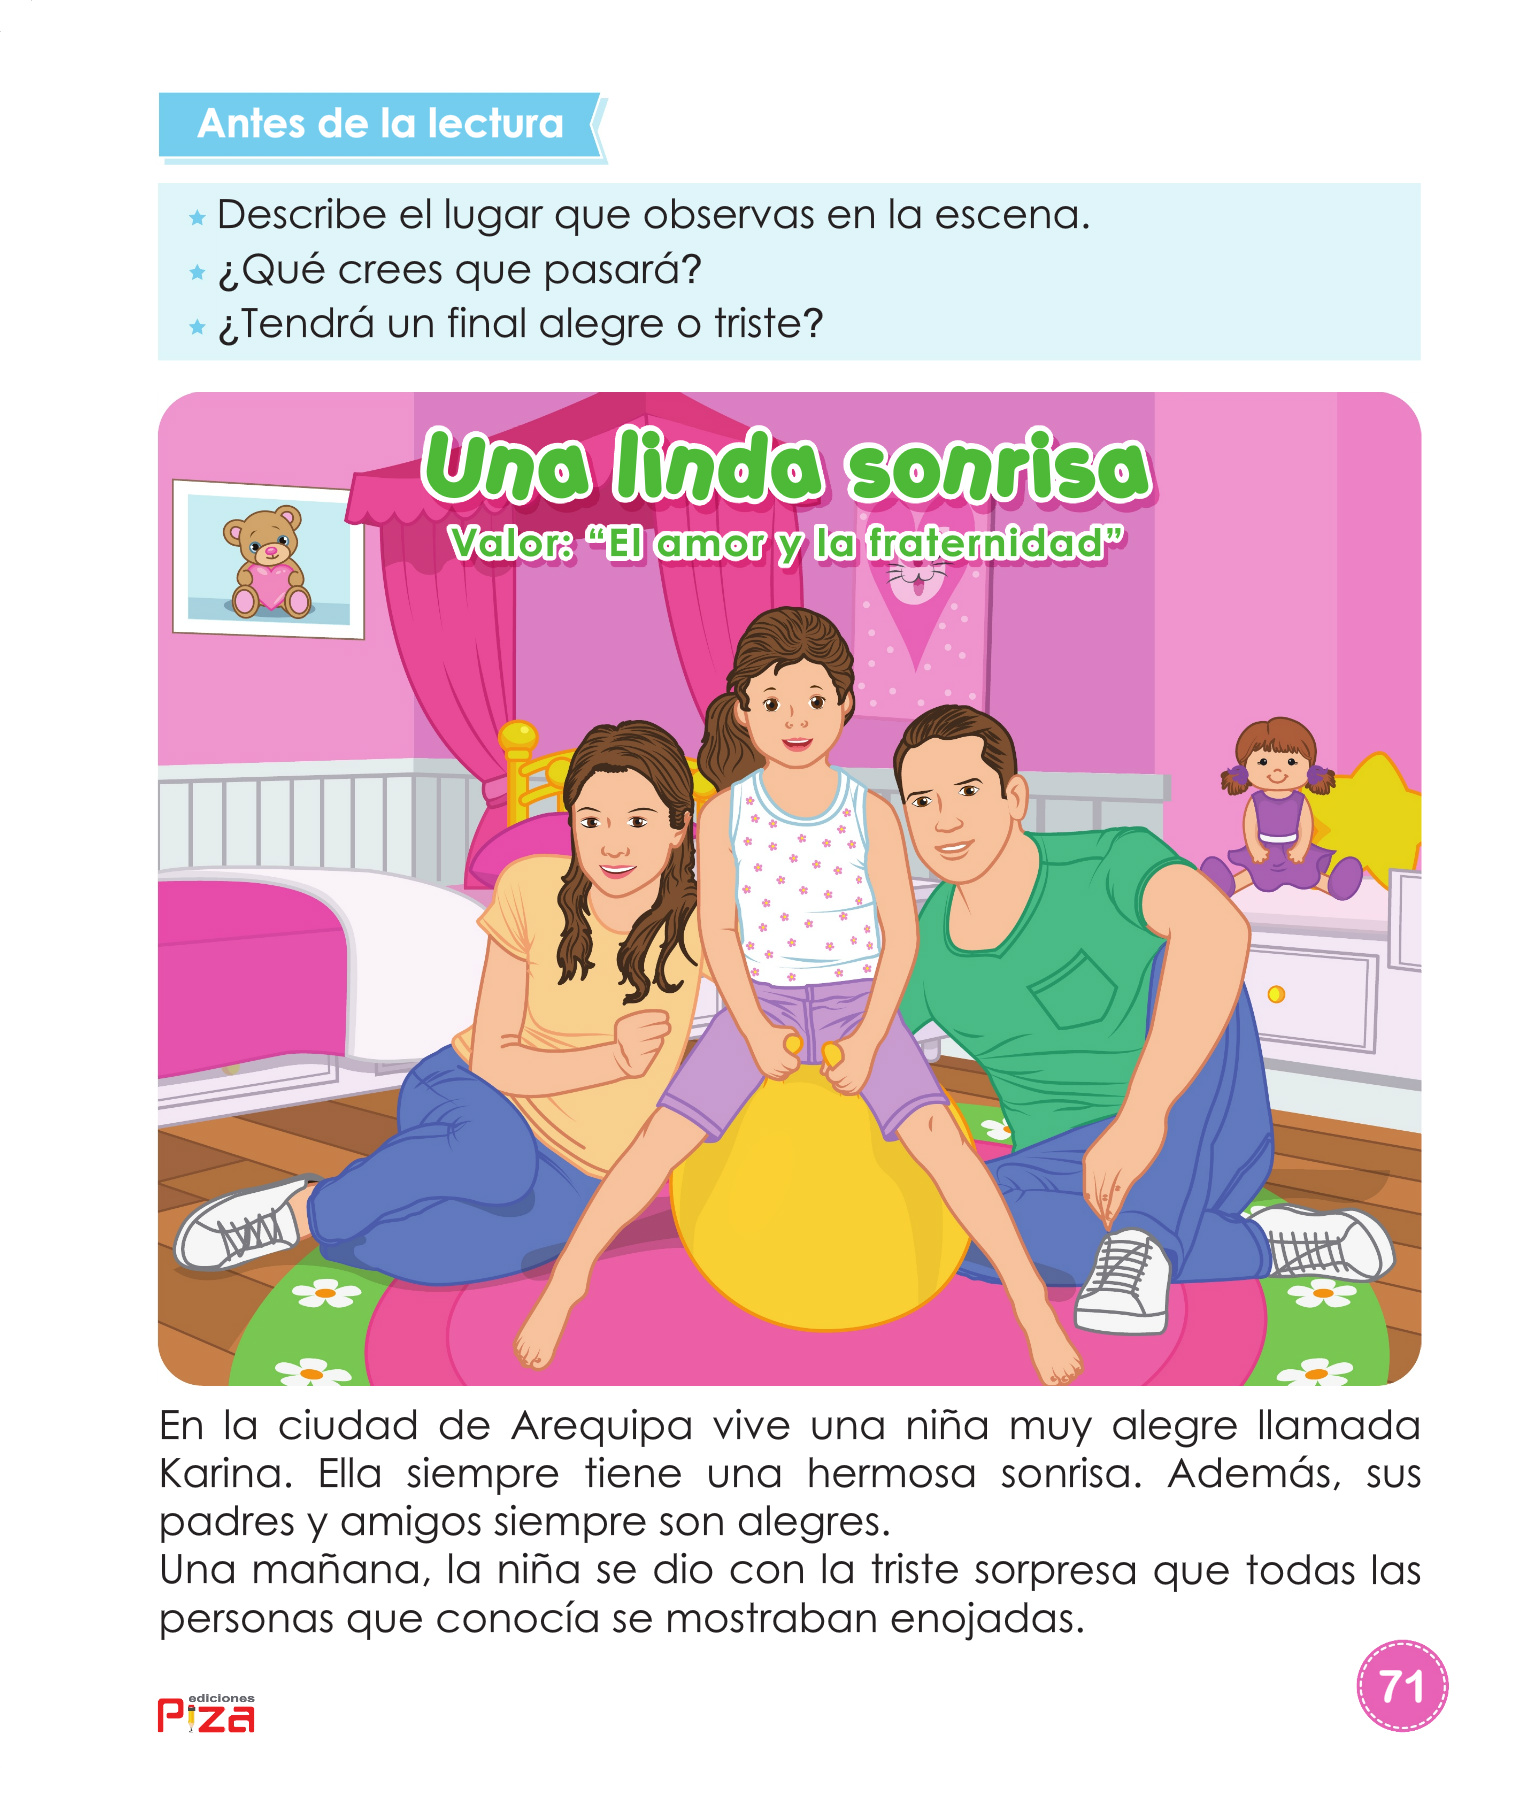 Antes de la lectura
Describe el lugar que observas en la escena.
¿Qué crees que pasará?
¿Tendrá un final alegre o triste?
Una linda sonrisa
Valor: “El amor y la fraternidad”
En la ciudad de Arequipa vive una niña muy alegre llamada
Karina. Ella siempre tiene una hermosa sonrisa. Además, sus
padres y amigos siempre son alegres.
Una mañana, la niña se dio con la triste sorpresa que todas las
personas que conocía se mostraban enojadas.
ediciones
Piza
71